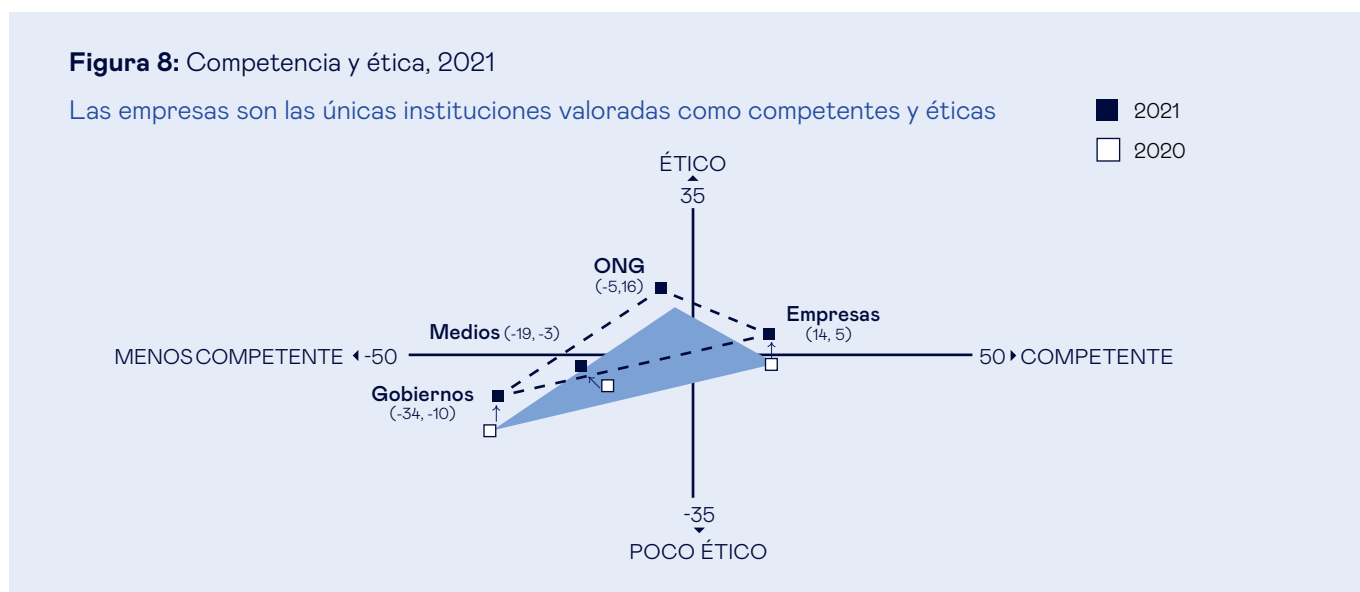 Figura 8: Competencia y ética, 2021
Las empresas son las únicas instituciones valoradas como competentes y éticas
2021
2020
ÉTICO
35
ONG
(-5,16)
Empresas
(14, 5)
Medios (-19, -3)
MENOS COMPETENTE -50
50 COMPETENTE
Gobiernos
(-34, -10)
-35
POCO ÉTICO